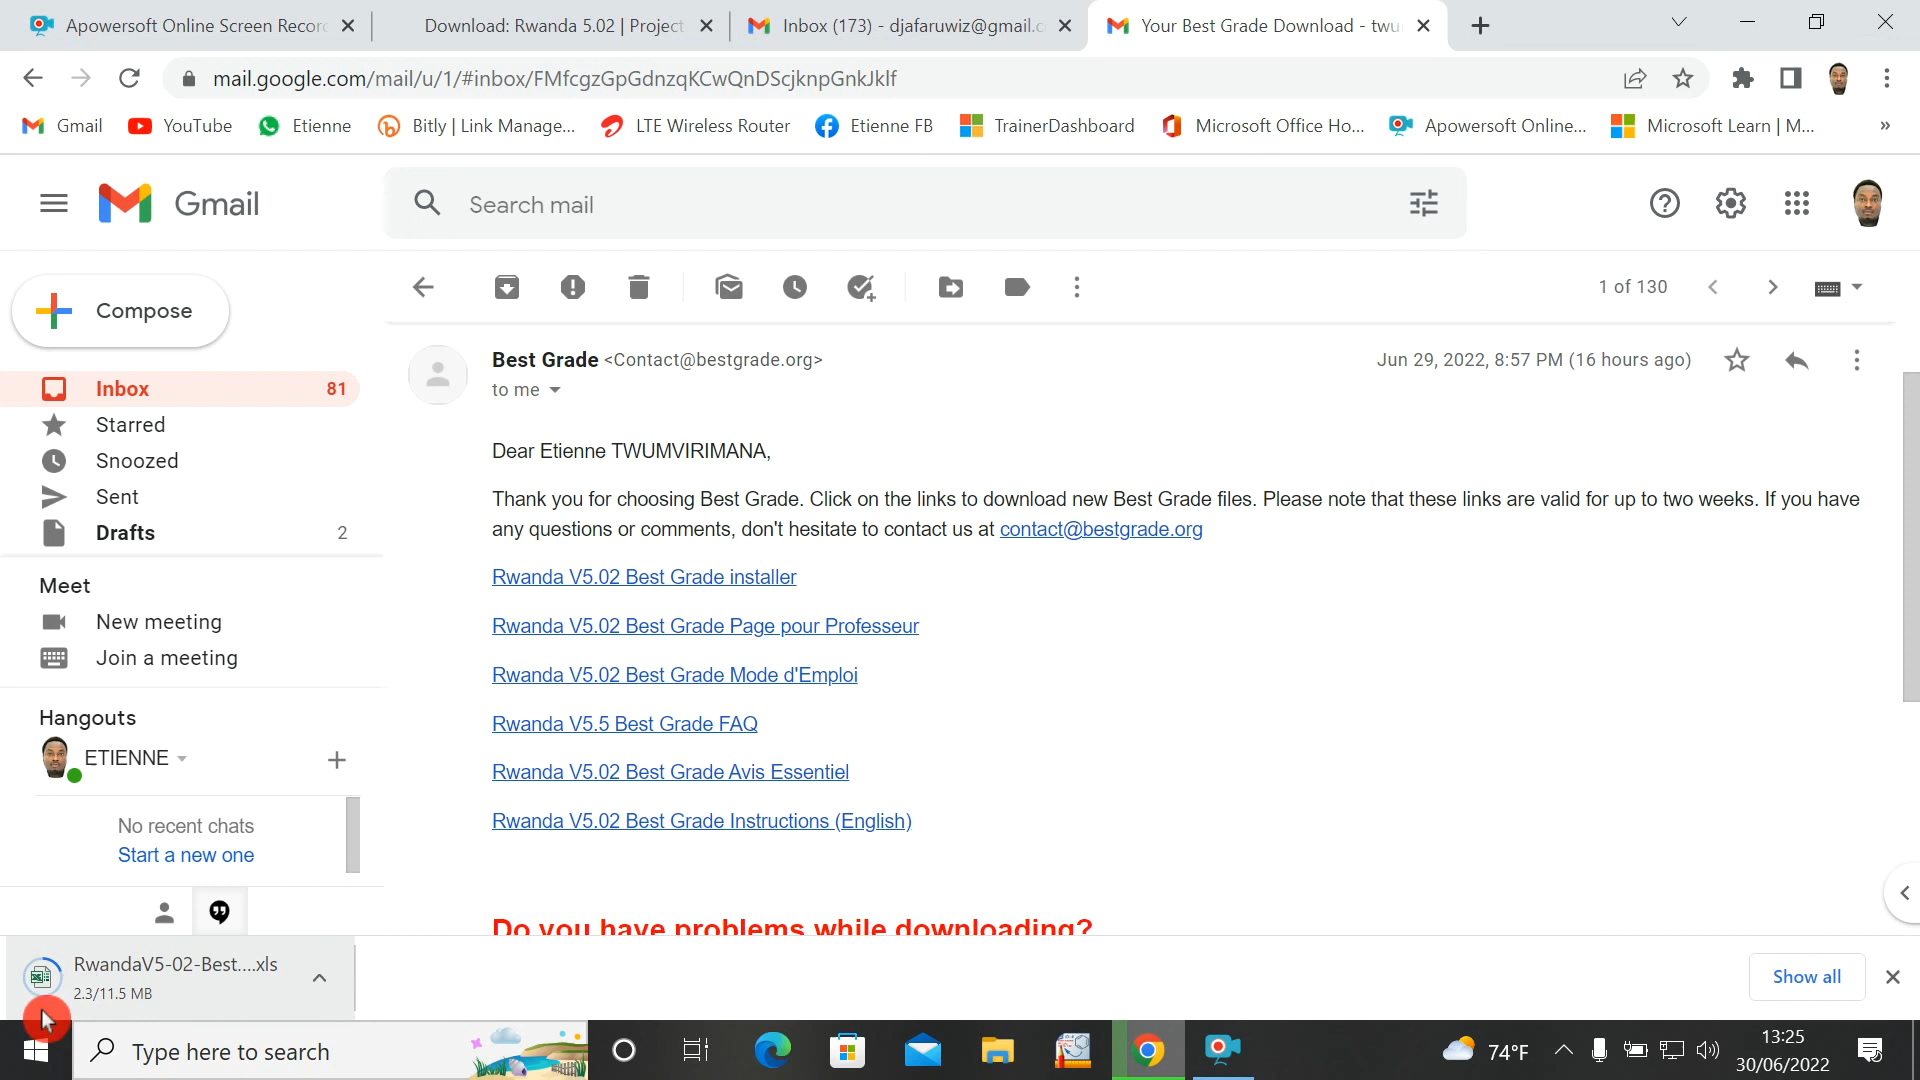 Apowersoft Online Screen Recor
Download: Rwanda 5.02 | Project
Inbox (173) - djafaruwiz@gmail.c
Your Best Grade Download - twu
mail.google.com/mail/u/1/#inbox/FMfcgzGpGdnzqKCwQnDScjknpGnkJklf
Gmail
YouTube
Etienne
Bitly | Link Manage...
LTE Wireless Router
Etienne FB
TrainerDashboard
Microsoft Office Ho...
Apowersoft Online...
Microsoft Learn | M...
»
Gmail
Search mail
Compose
1 of 130
Inbox 81
Starred
Snoozed
Sent
Drafts 2
Meet
New meeting
Join a meeting
Hangouts
ETIENNE
No recent chats
Start a new one
Best Grade <Contact@bestgrade.org>
Jun 29, 2022, 8:57 PM (16 hours ago)
to me
Dear Etienne TWUMVIRIMANA,
Thank you for choosing Best Grade. Click on the links to download new Best Grade files. Please note that these links are valid for up to two weeks. If you have
any questions or comments, don't hesitate to contact us at contact@bestgrade.org
Rwanda V5.02 Best Grade installer
Rwanda V5.02 Best Grade Page pour Professeur
Rwanda V5.02 Best Grade Mode d'Emploi
Rwanda V5.5 Best Grade FAQ
Rwanda V5.02 Best Grade Avis Essentiel
Rwanda V5.02 Best Grade Instructions (English)
Do you have problems while downloading?
RwandaV5-02-Best....xls
2.3/11.5 MB
Show all
Type here to search
74°F
13:25
30/06/2022